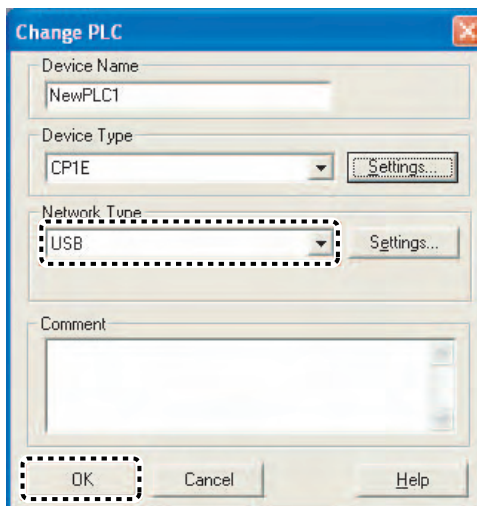 Change PLC
Device Name
NewPLC1
Device Type
CP1E Settings...
Network Type
USB Settings...
Comment
OK Cancel Help